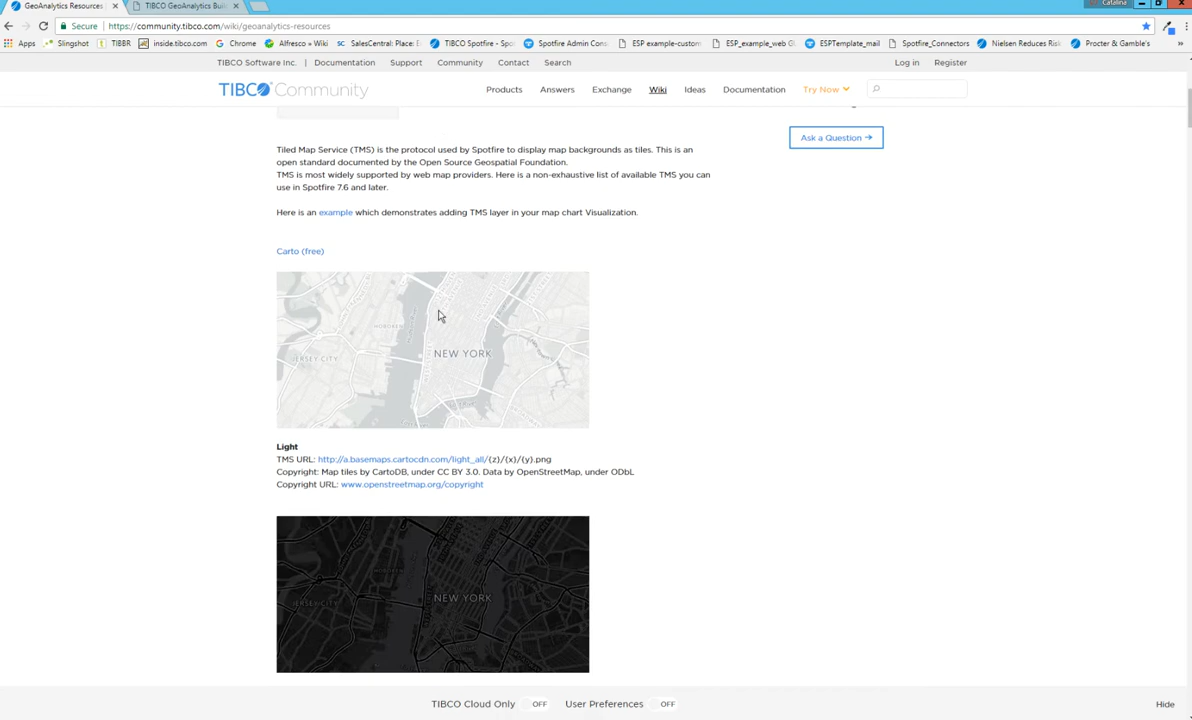 GeoAnalytics Resources
TIBCO GeoAnalytics Buil
Catalina
Secure
https://community.tibco.com/wiki/geoanalytics-resources
Apps
Slingshot
TIBBR
inside.tibco.com
Chrome
Alfresco » Wiki
SalesCentral: Place: E
TIBCO Spotfire - Spo
Spotfire Admin Cons
ESP example-custom
ESP_example_web G
ESPTemplate_mail
Spotfire_Connectors
Nielsen Reduces Risk
Procter & Gamble's
TIBCO Software Inc.
Documentation
Support
Community
Contact
Search
Log in
Register
TIBCO Community
Products
Answers
Exchange
Wiki
Ideas
Documentation
Try Now
Ask a Question →
Tiled Map Service (TMS) is the protocol used by Spotfire to display map backgrounds as tiles. This is an
open standard documented by the Open Source Geospatial Foundation.
TMS is most widely supported by web map providers. Here is a non-exhaustive list of available TMS you can
use in Spotfire 7.6 and later.
Here is an example which demonstrates adding TMS layer in your map chart Visualization.
Carto (free)
HOBOKEN
NEW YORK
JERSEY CITY
Light
TMS URL: http://a.basemaps.cartocdn.com/light_all/{z}/{x}/{y}.png
Copyright: Map tiles by CartoDB, under CC BY 3.0. Data by OpenStreetMap, under ODbL
Copyright URL: www.openstreetmap.org/copyright
HOBOKEN
NEW YORK
JERSEY CITY
TIBCO Cloud Only
OFF
User Preferences
OFF
Hide